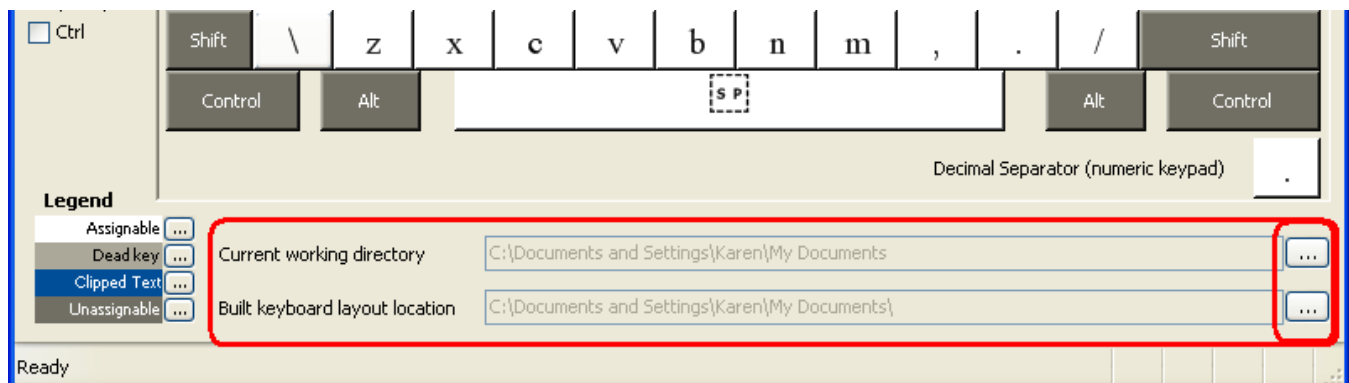 Ctrl
Shift \ z x c v b n m , . / Shift
Control Alt SP Alt Control
Decimal Separator (numeric keypad) .
Legend
Assignable ...
Dead key ...
Clipped Text ...
Unassignable ...
Current working directory C:\Documents and Settings\Karen\My Documents ...
Built keyboard layout location C:\Documents and Settings\Karen\My Documents\ ...
Ready